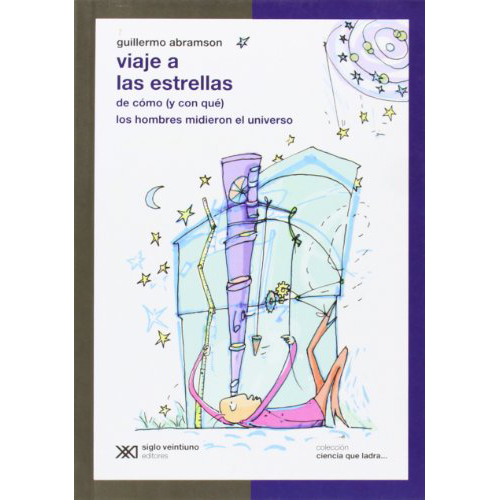 guillermo abramson
viaje a
las estrellas
de cómo (y con qué)
los hombres midieron el universo
siglo veintiuno
editores
colección
ciencia que ladra...